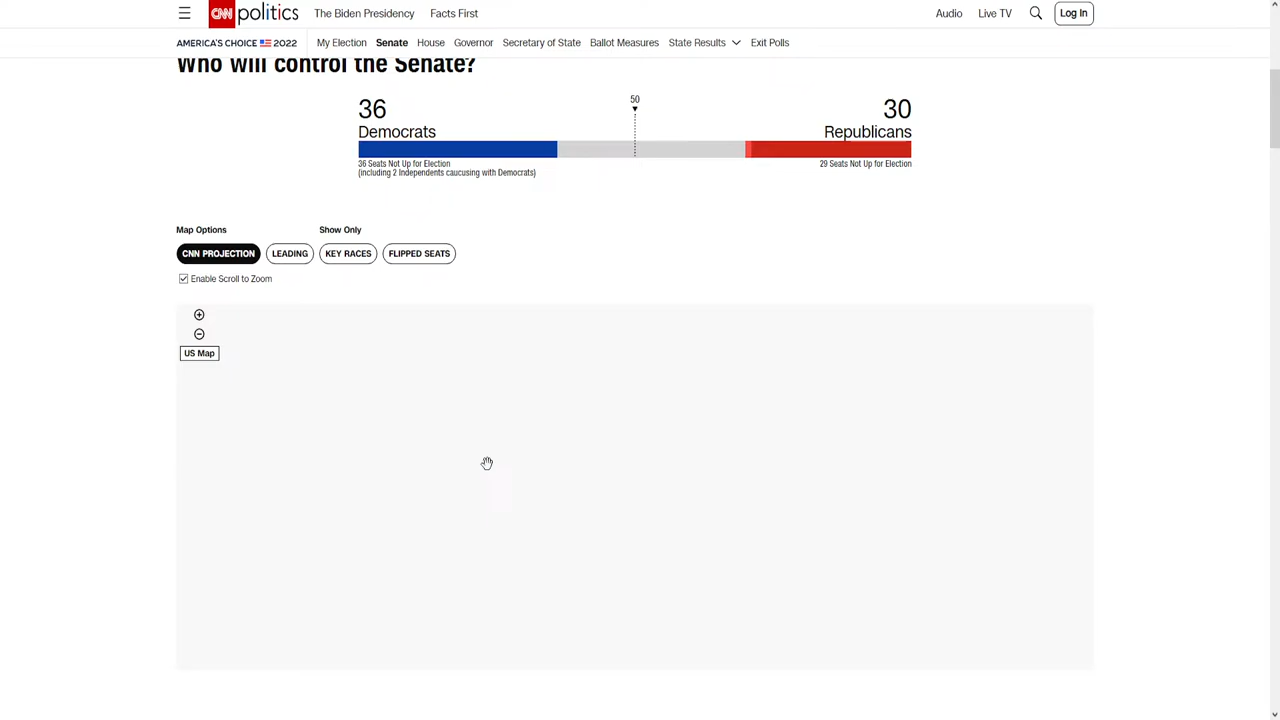 CNN politics The Biden Presidency Facts First Audio Live TV Log In
AMERICA'S CHOICE 2022 My Election Senate House Governor Secretary of State Ballot Measures State Results Exit Polls
Who will control the Senate?
50
36 30
Democrats Republicans
36 Seats Not Up for Election 29 Seats Not Up for Election
(including 2 Independents caucusing with Democrats)
Map Options Show Only
CNN PROJECTION LEADING KEY RACES FLIPPED SEATS
Enable Scroll to Zoom
US Map